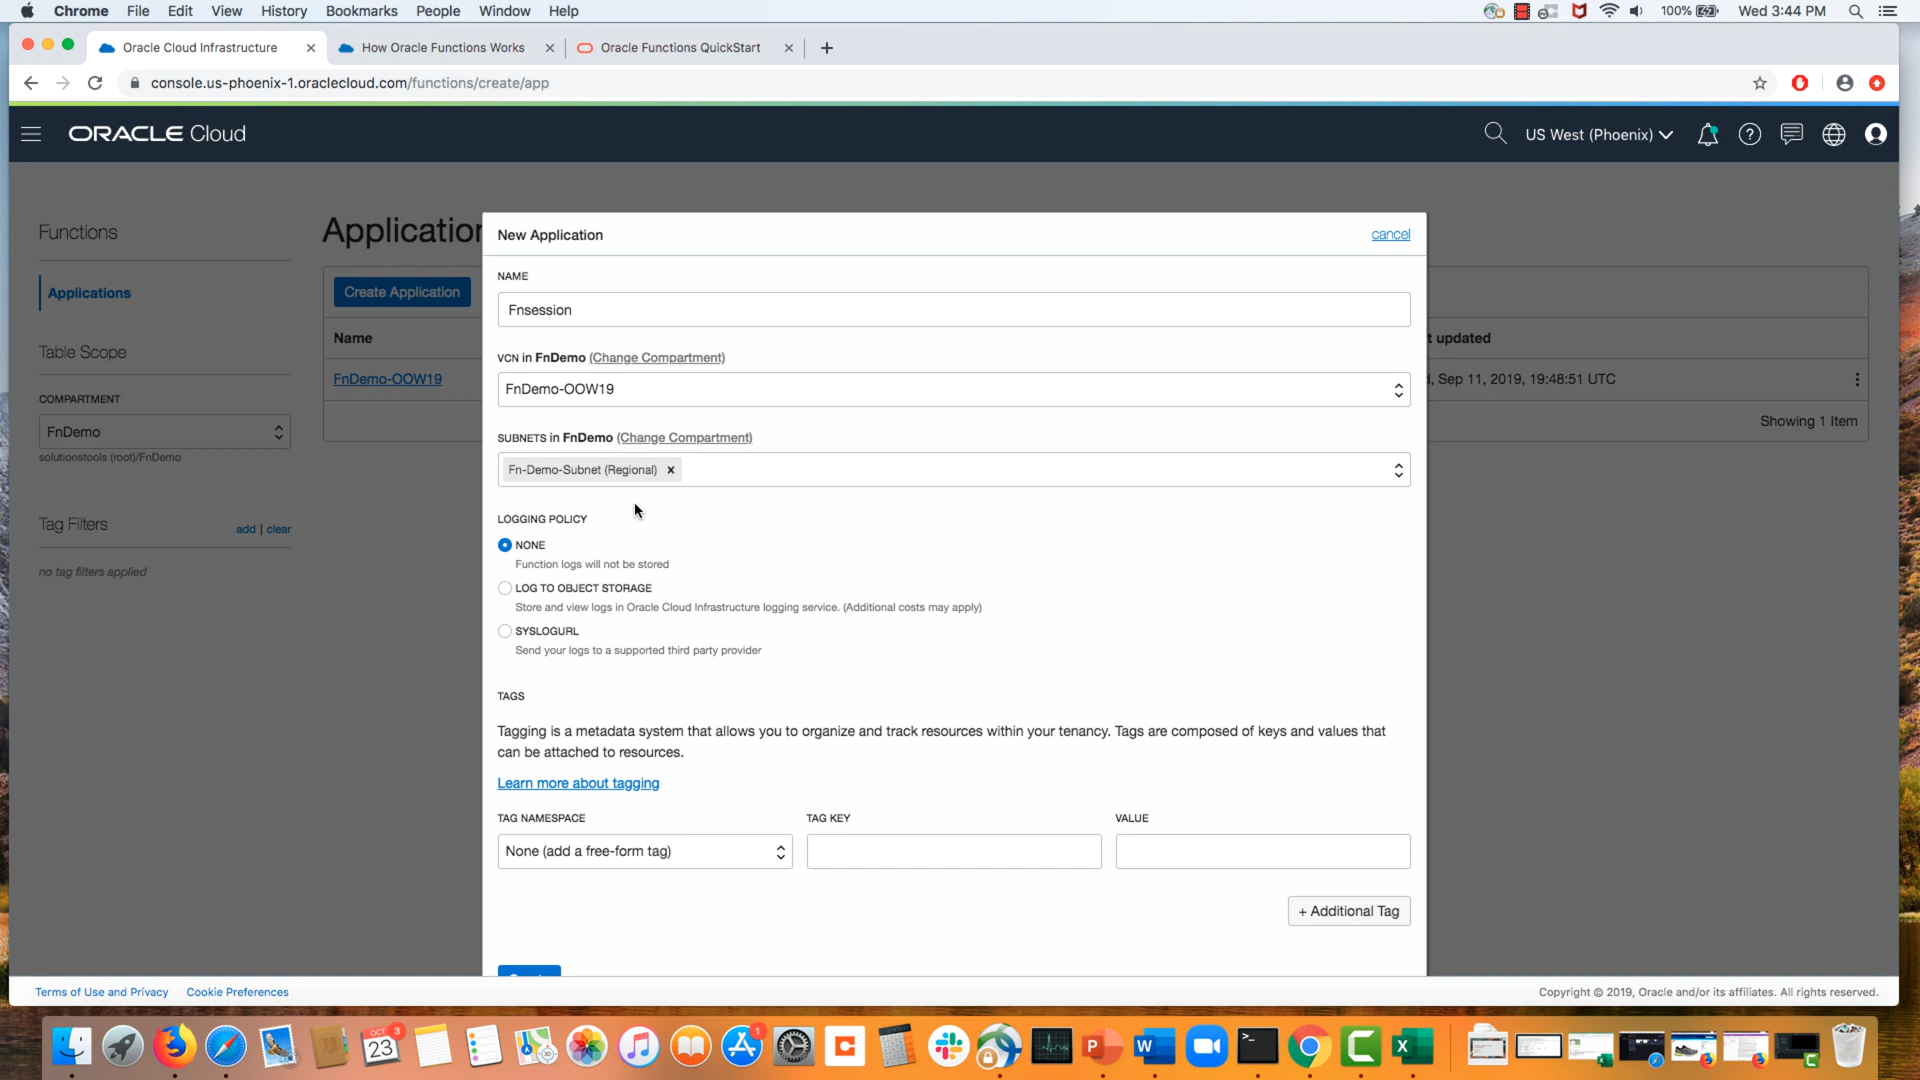 Chrome File Edit View History Bookmarks People Window Help 100% Wed 3:44 PM
Oracle Cloud Infrastructure How Oracle Functions Works Oracle Functions QuickStart
console.us-phoenix-1.oraclecloud.com/functions/create/app
ORACLE Cloud US West (Phoenix)
Functions
Applications
Table Scope
COMPARTMENT
FnDemo
solutionstools (root)/FnDemo
Tag Filters add | clear
no tag filters applied
Create Application
Name
FnDemo-OOW19
Sep 11, 2019, 19:48:51 UTC
Showing 1 Item
New Application cancel
NAME
Fnsession
VCN in FnDemo (Change Compartment)
FnDemo-OOW19
SUBNETS in FnDemo (Change Compartment)
Fn-Demo-Subnet (Regional) ×
LOGGING POLICY
NONE
Function logs will not be stored
LOG TO OBJECT STORAGE
Store and view logs in Oracle Cloud Infrastructure logging service. (Additional costs may apply)
SYSLOGURL
Send your logs to a supported third party provider
TAGS
Tagging is a metadata system that allows you to organize and track resources within your tenancy. Tags are composed of keys and values that
can be attached to resources.
Learn more about tagging
TAG NAMESPACE TAG KEY VALUE
None (add a free-form tag)
+ Additional Tag
Terms of Use and Privacy Cookie Preferences Copyright © 2019, Oracle and/or its affiliates. All rights reserved.
OCT
23
3
1